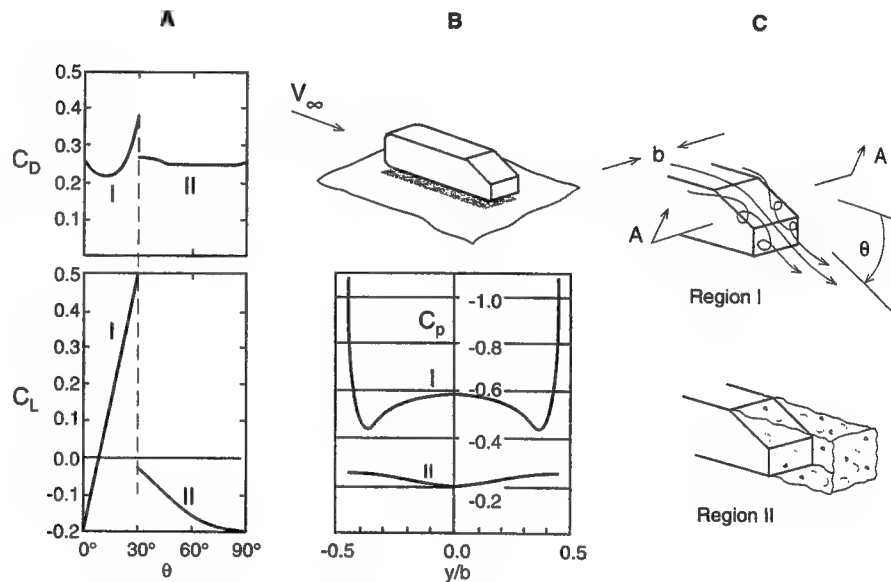 A
B
C
0.5
0.4
0.3
0.2
0.1
C_D
I
II
V∞
b
A
A
θ
Region I
0.5
0.4
0.3
0.2
0.1
0.0
-0.1
-0.2
C_L
I
II
0° 30° 60° 90°
θ
-1.0
C_p
-0.8
I
-0.6
-0.4
II
-0.2
-0.5 0.0 0.5
y/b
Region II